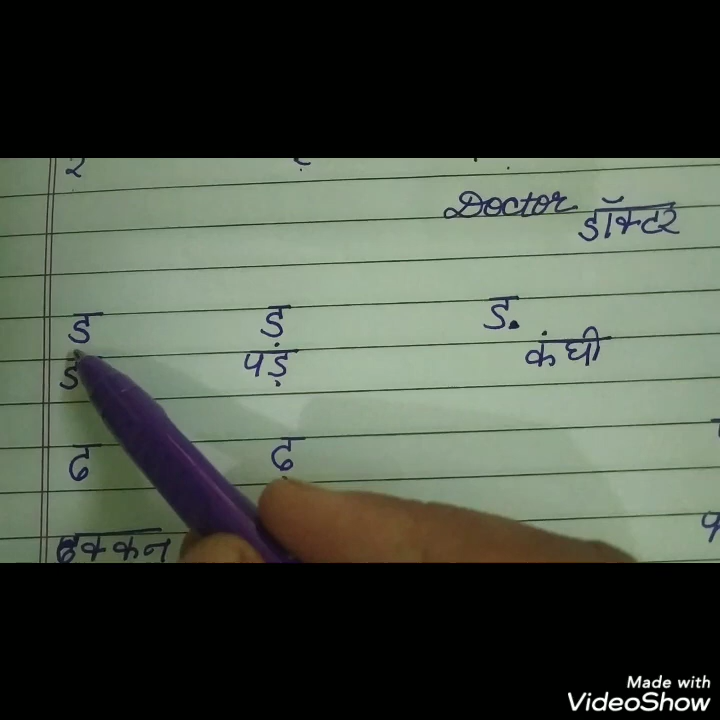 Doctor डॉक्टर
ड ड़ ड.
पड़ कंघी
ढ ढ़
ढक्कन
Made with
VideoShow